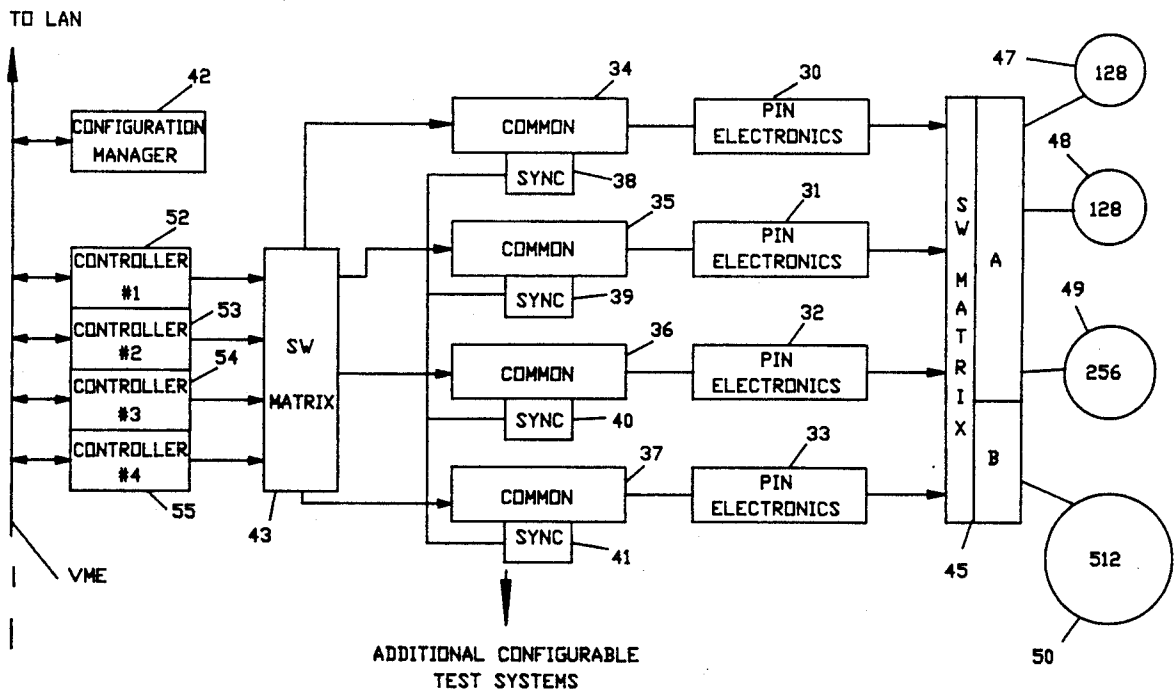 TO LAN
42
CONFIGURATION
MANAGER
52
CONTROLLER
#1
53
CONTROLLER
#2
54
CONTROLLER
#3
CONTROLLER
#4
55
VME
SW
MATRIX
43
34
COMMON
SYNC
38
35
COMMON
SYNC
39
36
COMMON
SYNC
40
37
COMMON
SYNC
41
ADDITIONAL CONFIGURABLE
TEST SYSTEMS
30
PIN
ELECTRONICS
31
PIN
ELECTRONICS
32
PIN
ELECTRONICS
33
PIN
ELECTRONICS
SW MATRIX
A
B
45
47
128
48
128
49
256
512
50